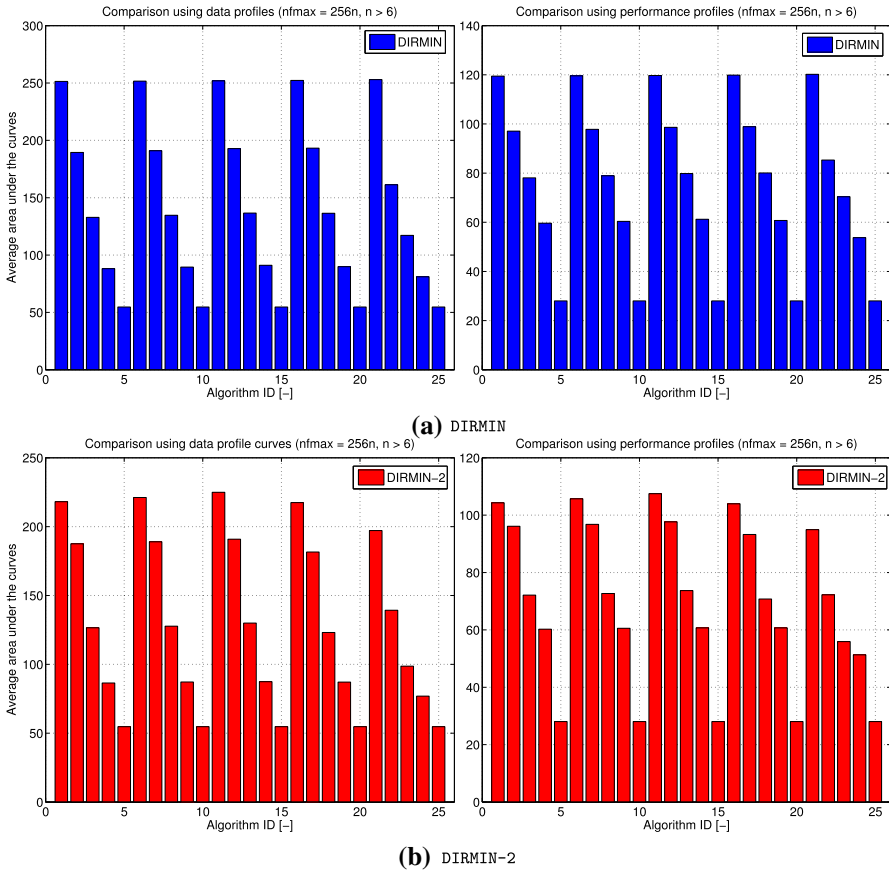 Comparison using data profiles (nfmax = 256n, n > 6)
300
250
200
150
100
50
0
Average area under the curves
DIRMIN
0 5 10 15 20 25
Algorithm ID [−]
Comparison using performance profiles (nfmax = 256n, n > 6)
140
120
100
80
60
40
20
0
DIRMIN
0 5 10 15 20 25
Algorithm ID [−]
(a) DIRMIN
Comparison using data profile curves (nfmax = 256n, n > 6)
250
200
150
100
50
0
Average area under the curves
DIRMIN−2
0 5 10 15 20 25
Algorithm ID [−]
Comparison using performance profiles (nfmax = 256n, n > 6)
120
100
80
60
40
20
0
DIRMIN−2
0 5 10 15 20 25
Algorithm ID [−]
(b) DIRMIN-2